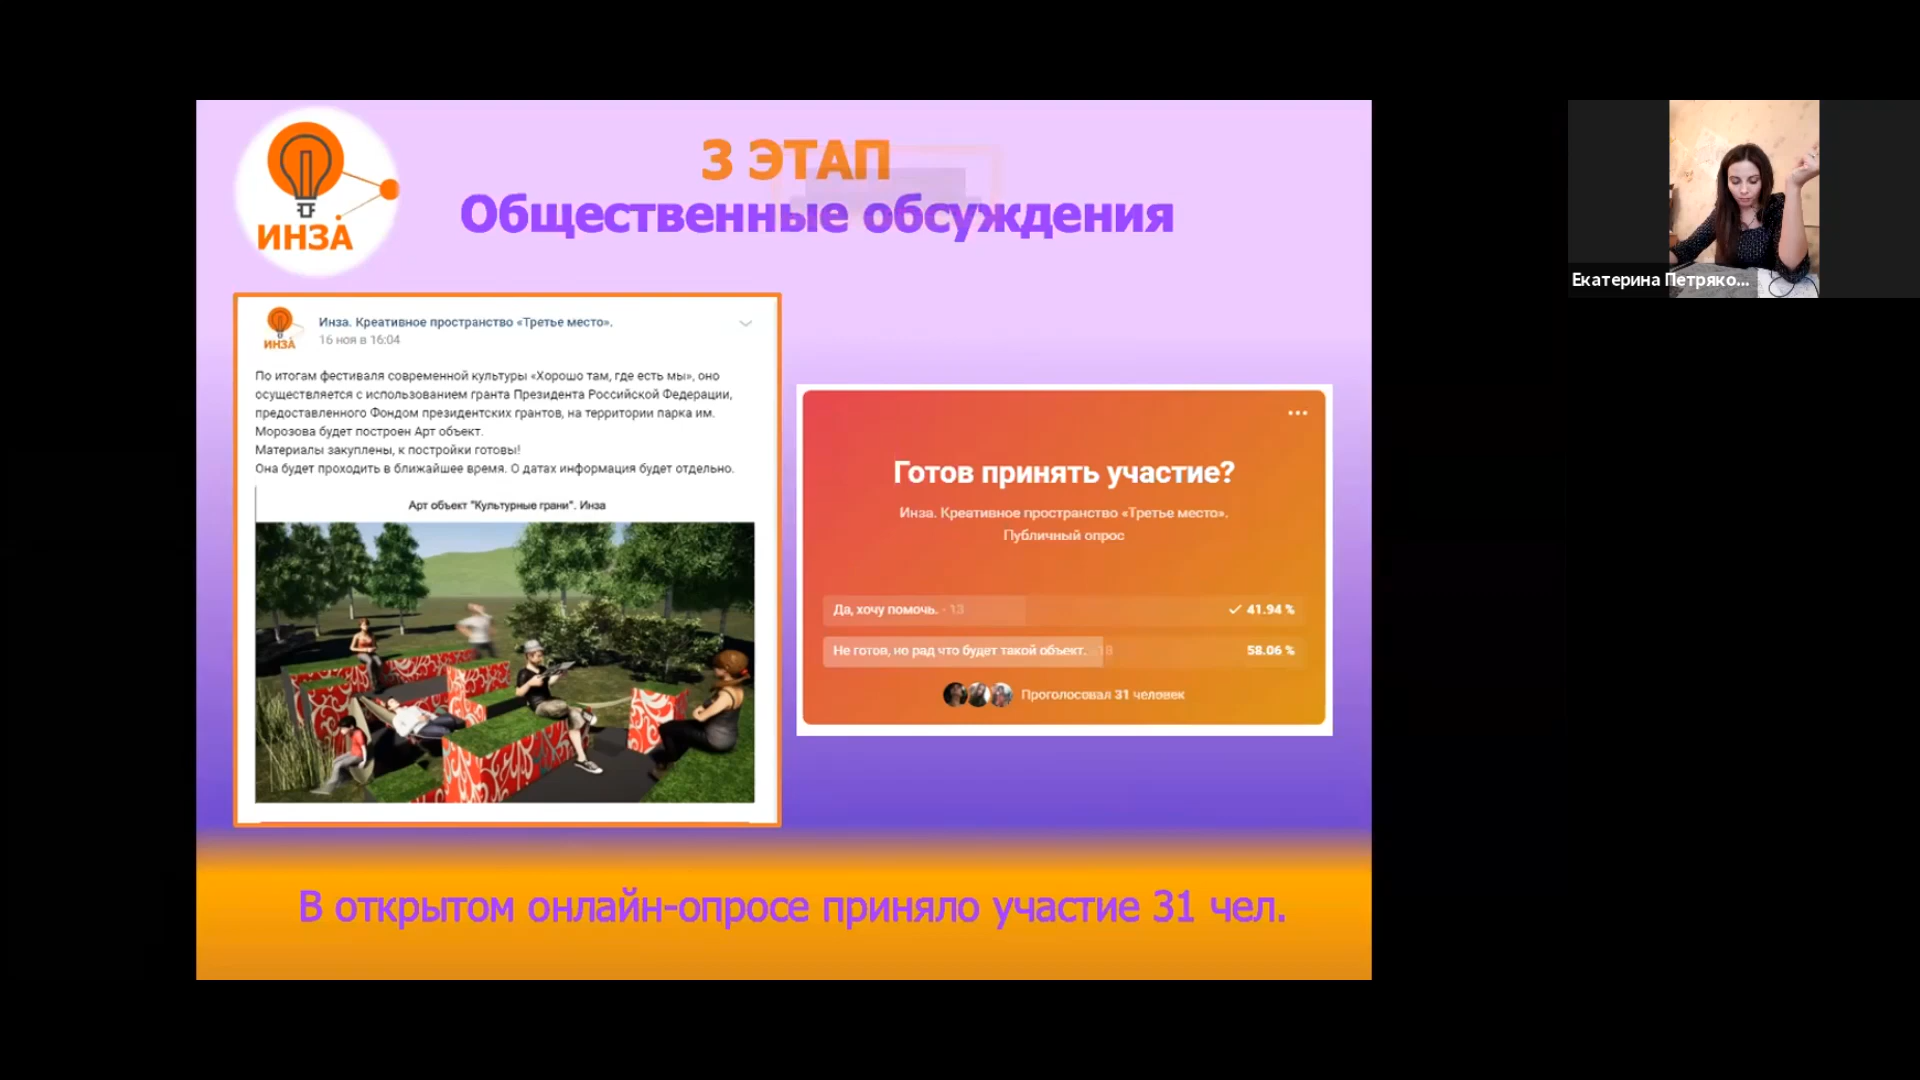 3 ЭТАП
Общественные обсуждения
ИНЗА
ИНЗА
Инза. Креативное пространство «Третье место».
16 ноя в 16:04
По итогам фестиваля современной культуры «Хорошо там, где есть мы», оно
осуществляется с использованием гранта Президента Российской Федерации,
предоставленного Фондом президентских грантов, на территории парка им.
Морозова будет построен Арт объект.
Материалы закуплены, к постройки готовы!
Она будет проходить в ближайшее время. О датах информация будет отдельно.
Арт объект "Культурные грани". Инза
Готов принять участие?
Инза. Креативное пространство «Третье место».
Публичный опрос
Да, хочу помочь. · 13 41.94 %
Не готов, но рад что будет такой объект. · 18 58.06 %
Проголосовал 31 человек
В открытом онлайн-опросе приняло участие 31 чел.
Екатерина Петряко...